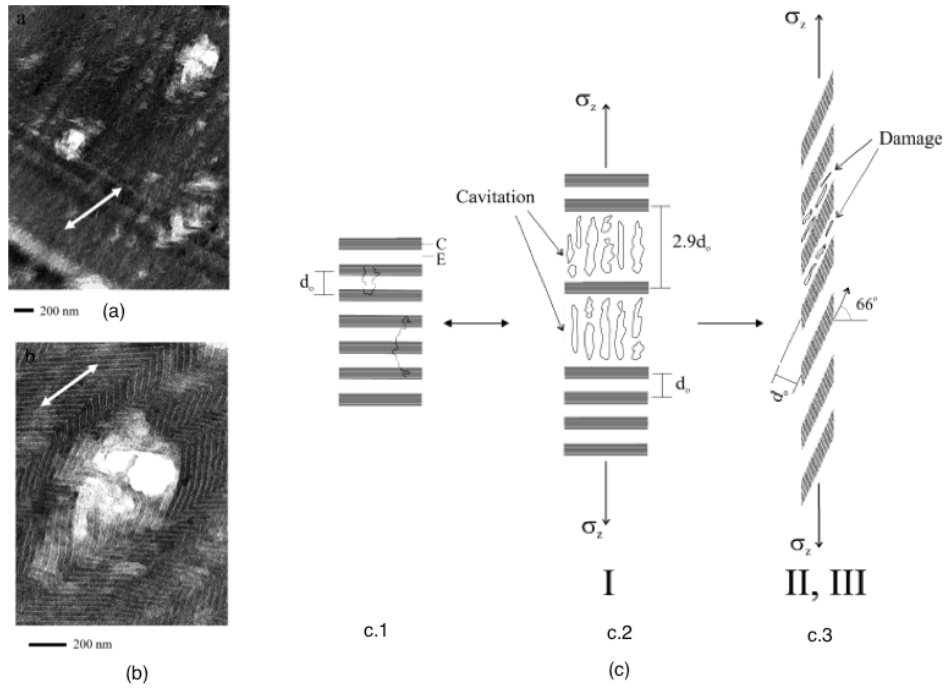 a
200 nm
(a)
b
200 nm
(b)
C
E
dₒ
c.1
σz
Cavitation
2.9dₒ
dₒ
σz
I
c.2
(c)
σz
Damage
66°
dₒ
σz
II, III
c.3